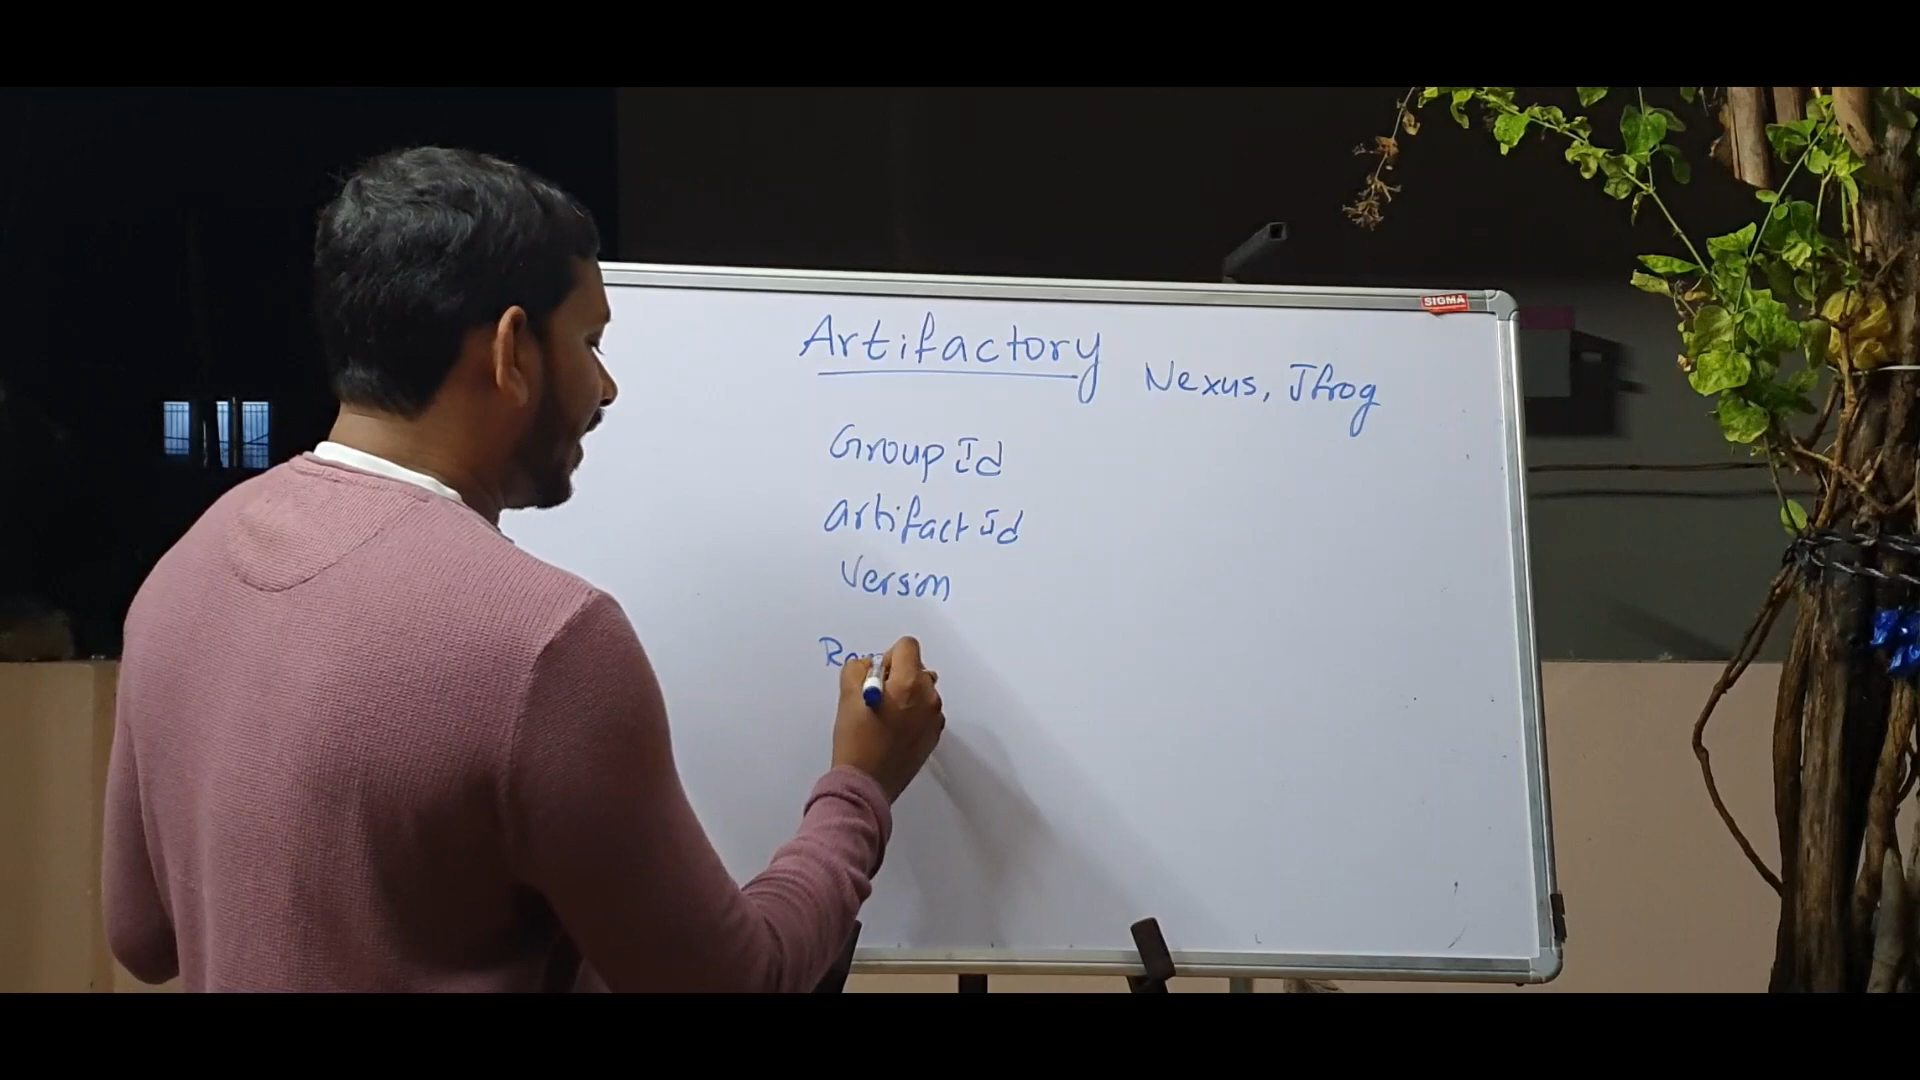 SIGMA
Artifactory
Nexus, Jfrog
Group Id
artifact Id
Version